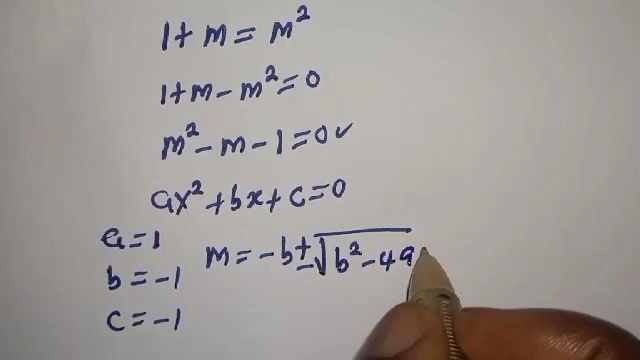 1 + m = m²
1 + m - m² = 0
m² - m - 1 = 0 ✓
ax² + bx + c = 0
a = 1
m = -b ± √b² - 4a
b = -1
c = -1